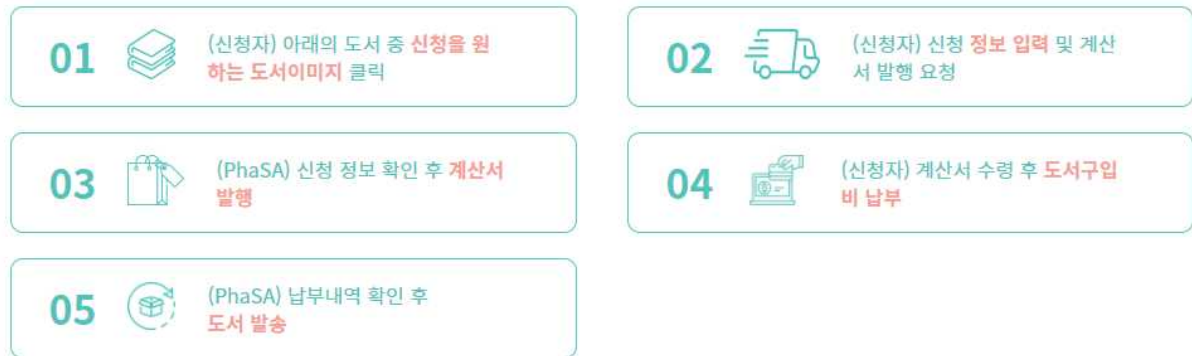 01
(신청자) 아래의 도서 중 신청을 원
하는 도서이미지 클릭
02
(신청자) 신청 정보 입력 및 계산
서 발행 요청
03
(PhaSA) 신청 정보 확인 후 계산서
발행
04
(신청자) 계산서 수령 후 도서구입
비 납부
05
(PhaSA) 납부내역 확인 후
도서 발송